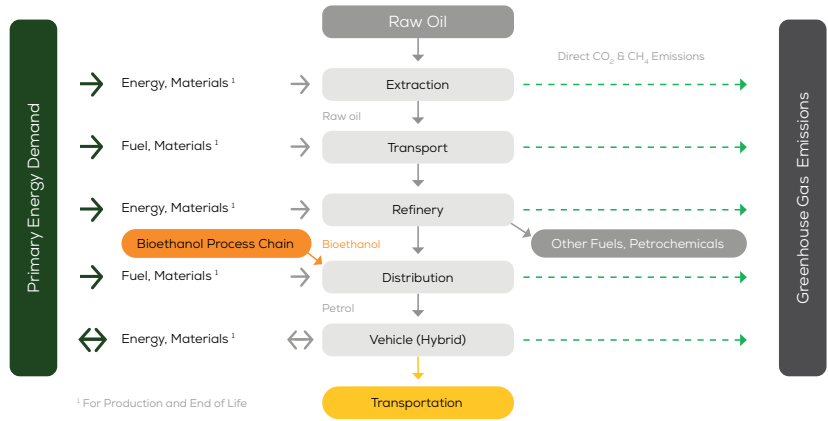 Raw Oil
Primary Energy Demand
Greenhouse Gas Emissions
Direct CO₂ & CH₄ Emissions
Energy, Materials ¹
Extraction
Raw oil
Fuel, Materials ¹
Transport
Energy, Materials ¹
Refinery
Bioethanol Process Chain
Bioethanol
Other Fuels, Petrochemicals
Fuel, Materials ¹
Distribution
Petrol
Energy, Materials ¹
Vehicle (Hybrid)
¹ For Production and End of Life
Transportation